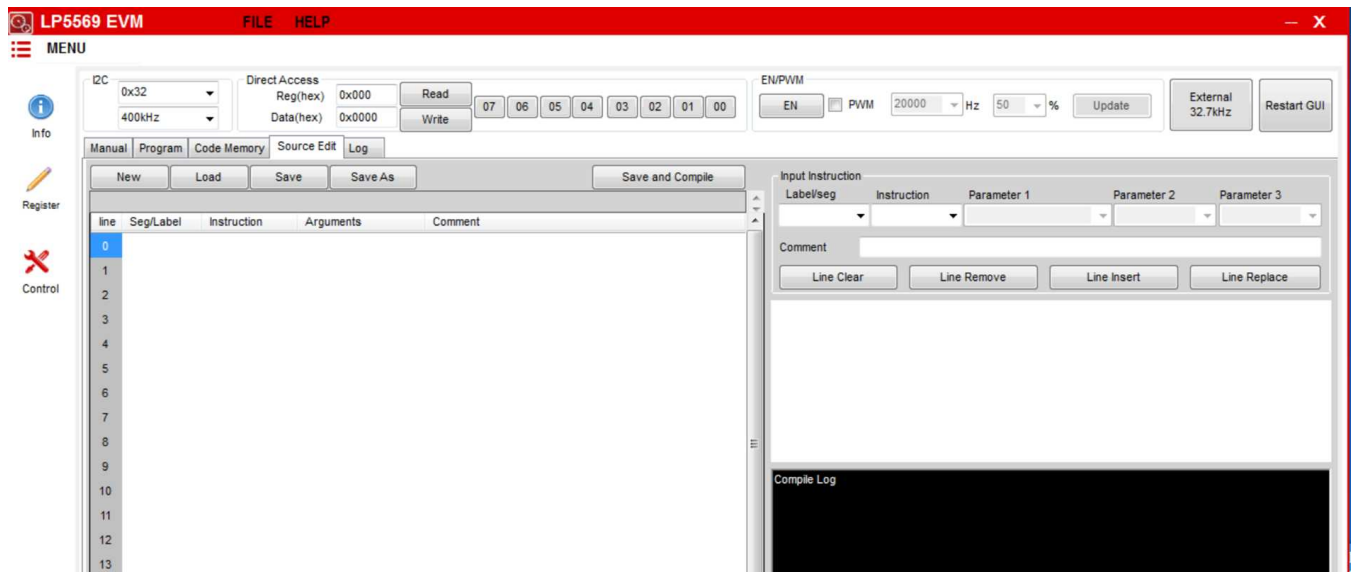 LP5569 EVM FILE HELP
– X
MENU
Info
Register
Control
I2C
0x32
400kHz
Direct Access
Reg(hex) 0x000 Read
Data(hex) 0x0000 Write
07 06 05 04 03 02 01 00
EN/PWM
EN PWM 20000 Hz 50 % Update
External
32.7kHz
Restart GUI
Manual Program Code Memory Source Edit Log
New Load Save Save As Save and Compile
line Seg/Label Instruction Arguments Comment
0
1
2
3
4
5
6
7
8
9
10
11
12
13
Input Instruction
Label/seg Instruction Parameter 1 Parameter 2 Parameter 3
Comment
Line Clear Line Remove Line Insert Line Replace
Compile Log